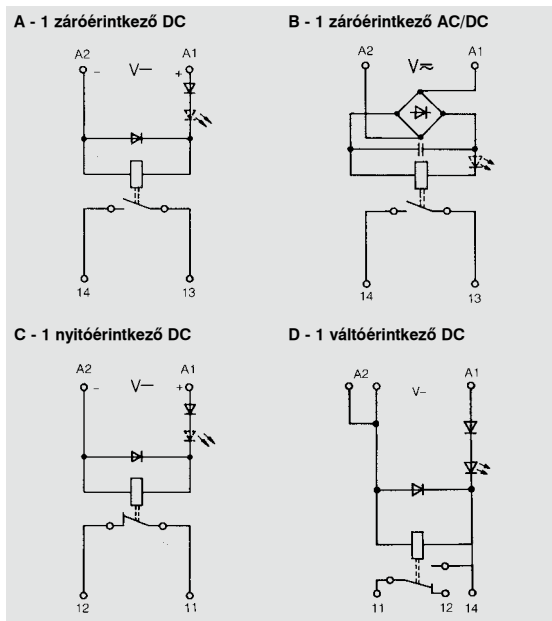 A - 1 záróérintkező DC
A2 – V– + A1
14 13
B - 1 záróérintkező AC/DC
A2 V≂ A1
14 13
C - 1 nyitóérintkező DC
A2 – V– + A1
12 11
D - 1 váltóérintkező DC
A2 V– A1
11 12 14